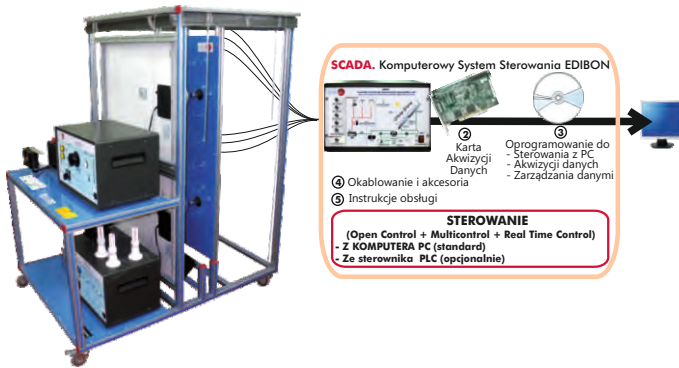 SCADA. Komputerowy System Sterowania EDIBON
②
Karta
Akwizycji
Danych
③
Oprogramowanie do
- Sterowania z PC
- Akwizycji danych
- Zarządzania danymi
④ Okablowanie i akcesoria
⑤ Instrukcje obsługi
STEROWANIE
(Open Control + Multicontrol + Real Time Control)
- Z KOMPUTERA PC (standard)
- Ze sterownika PLC (opcjonalnie)